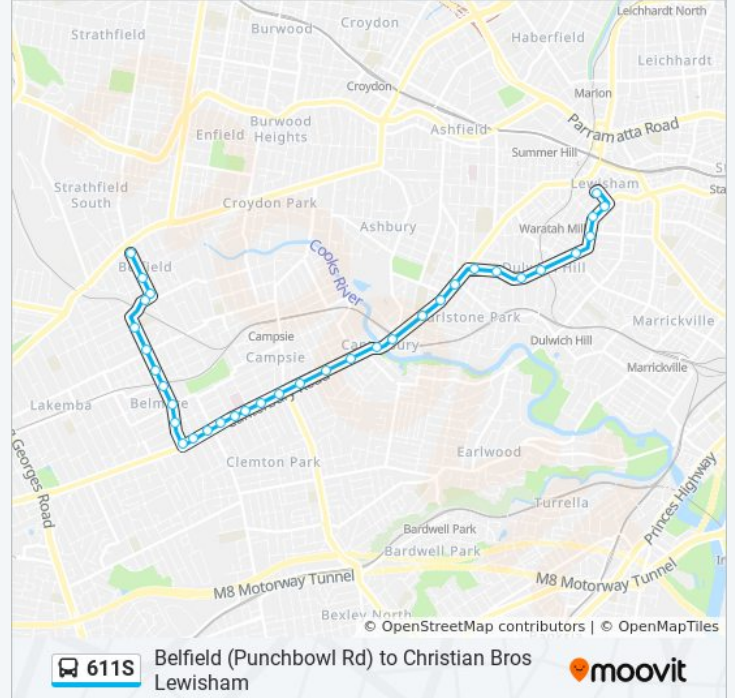 Leichhardt North
Strathfield
Burwood
Croydon
Haberfield
Leichhardt
Croydon
Marion
Burwood
Heights
Enfield
Ashfield
Parramatta Road
Summer Hill
Lewisham
Sta
Strathfield
South
Croydon Park
Ashbury
Waratah Mill
Cooks River
Dulwich Hill
Marrickville
Campsie
Campsie
Dulwich Hill
Marrickville
Lakemba
Georges Road
Clemton Park
Earlwood
Princes Highway
Turrella
Bardwell Park
Bardwell Park
M8 Motorway Tunnel
M8 Motorway Tunnel
Bexley North
© OpenStreetMap contributors | © OpenMapTiles
611S
Belfield (Punchbowl Rd) to Christian Bros
Lewisham
moovit